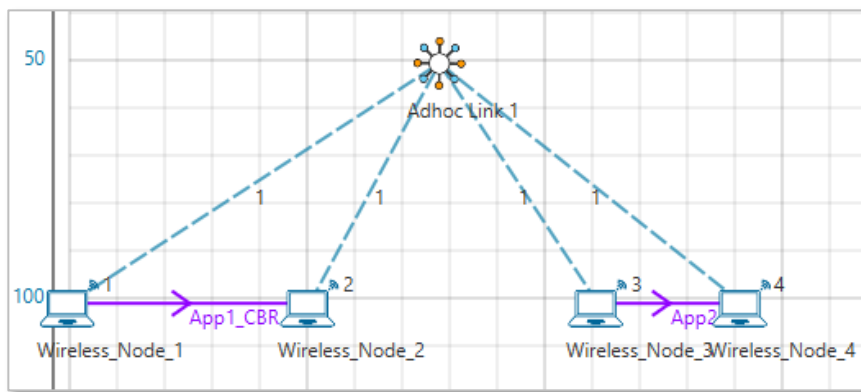 50
Adhoc Link 1
1
1
1
1
100
1
2
3
4
App1_CBR
App2
Wireless_Node_1
Wireless_Node_2
Wireless_Node_3
Wireless_Node_4